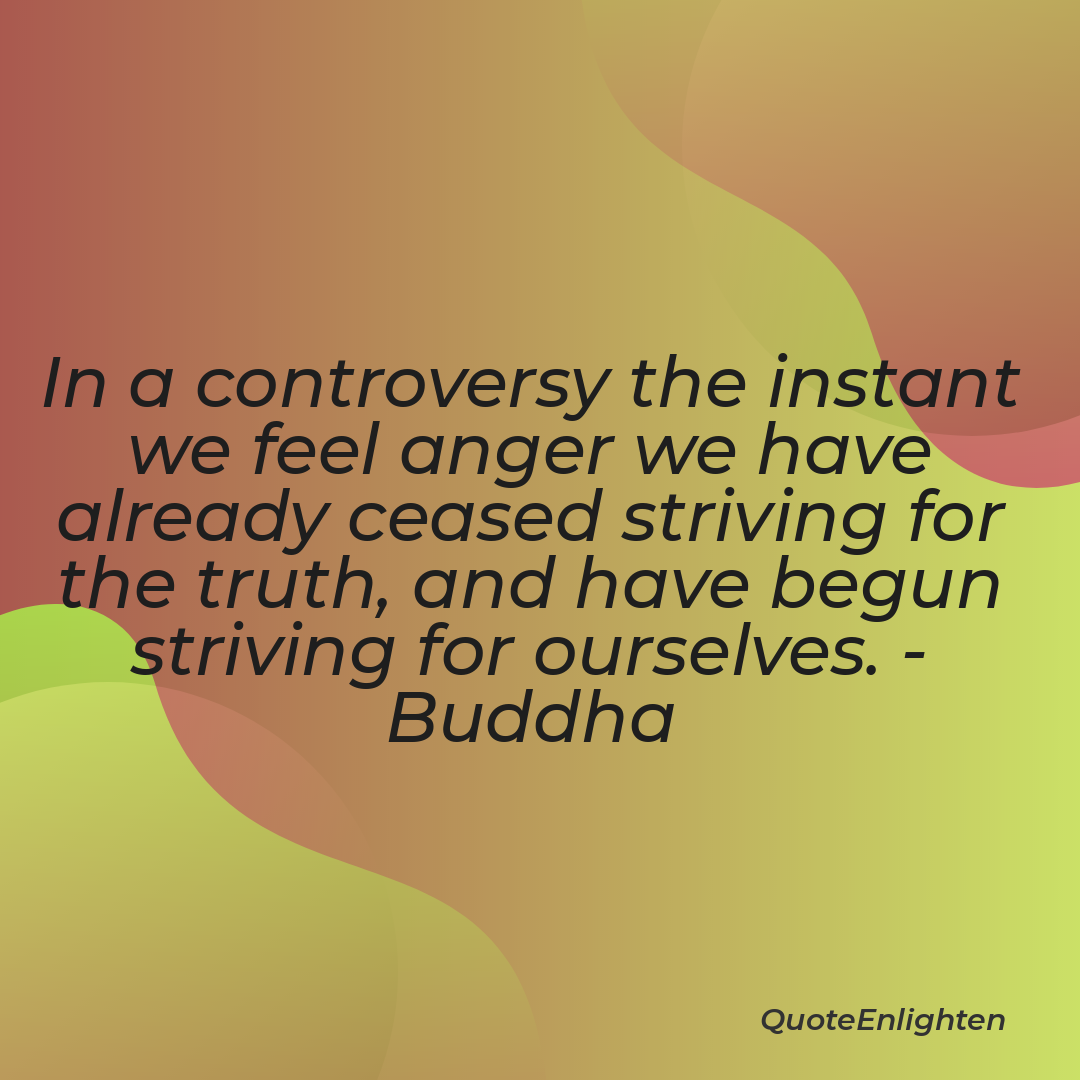 In a controversy the instant
we feel anger we have
already ceased striving for
the truth, and have begun
striving for ourselves. -
Buddha
QuoteEnlighten